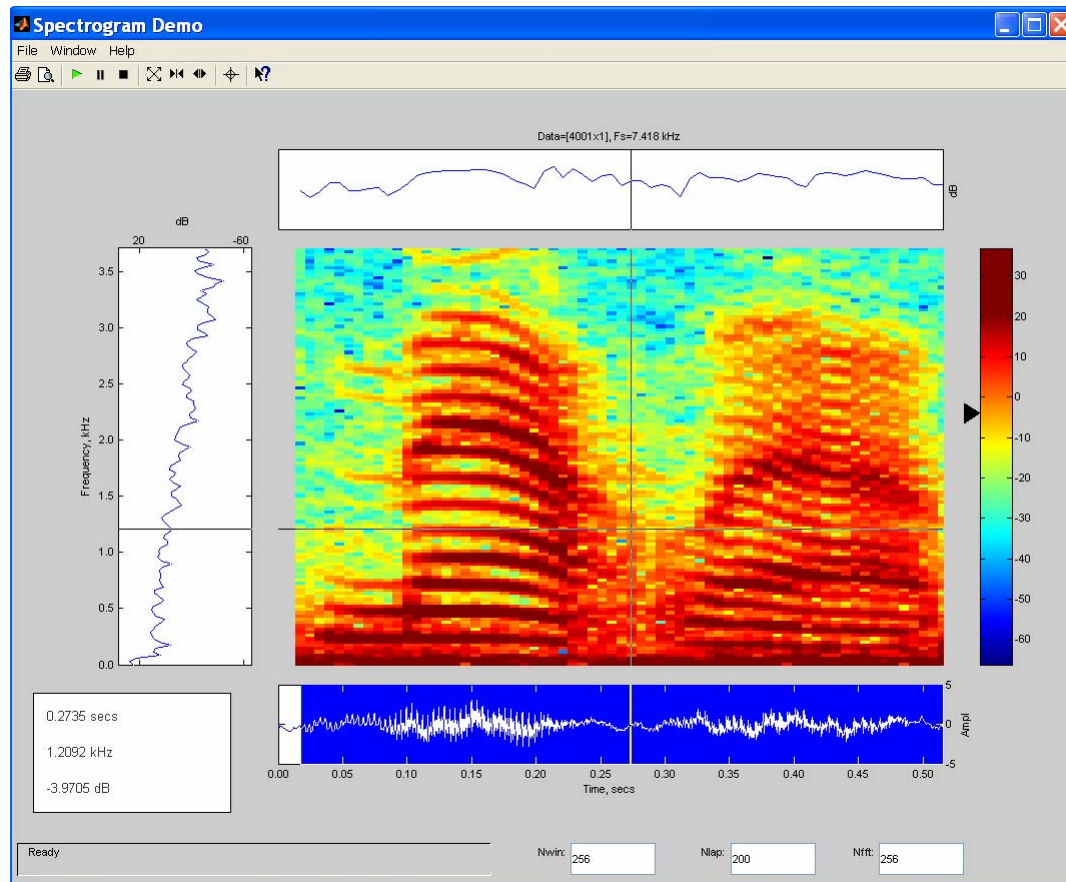 Spectrogram Demo
File Window Help
Data=[4001x1], Fs=7.418 kHz
dB
dB
20 -60
3.5
3.0
2.5
2.0
1.5
1.0
0.5
0.0
Frequency, kHz
30
20
10
0
-10
-20
-30
-40
-50
-60
0.2735 secs
1.2092 kHz
-3.9705 dB
5
0
-5
Ampl
0.00 0.05 0.10 0.15 0.20 0.25 0.30 0.35 0.40 0.45 0.50
Time, secs
Ready
Nwin: 256
Nlap: 200
Nfft: 256